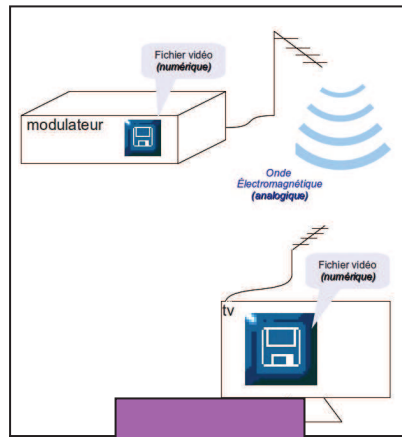 Fichier vidéo
(numérique)
modulateur
Onde
Électromagnétique
(analogique)
Fichier vidéo
(numérique)
tv